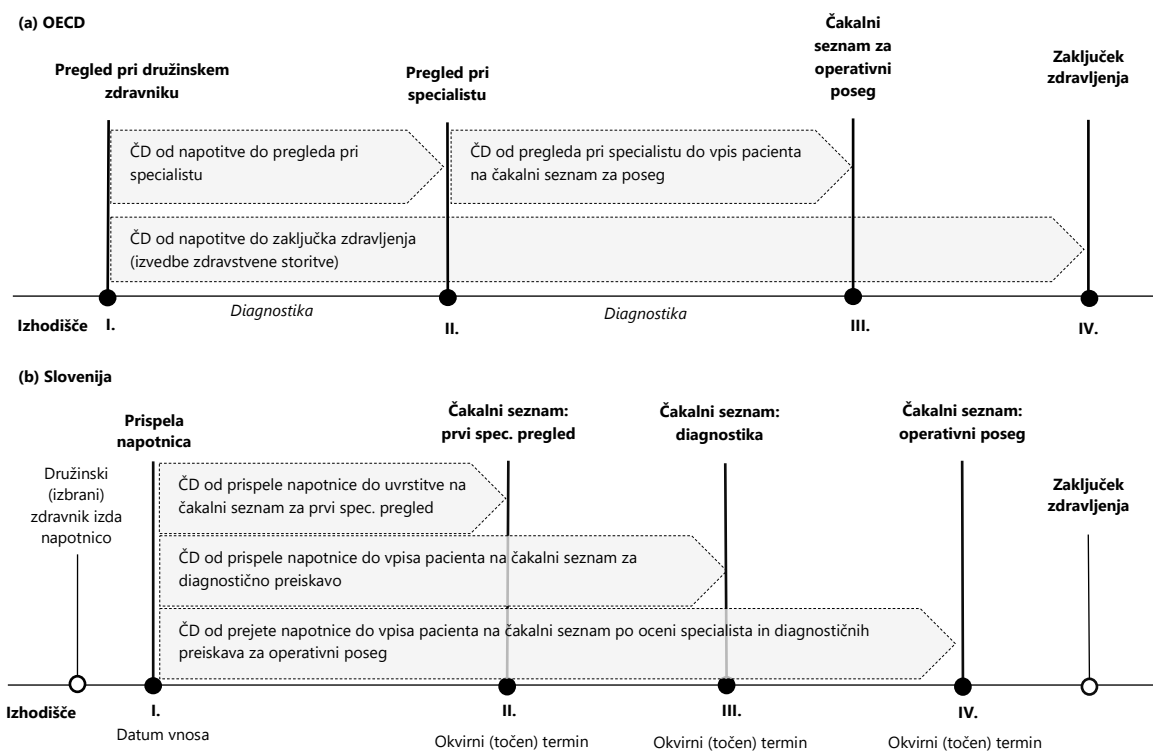 (a) OECD
Pregled pri družinskem
zdravniku
Pregled pri
specialistu
Čakalni
seznam za
operativni
poseg
Zaključek
zdravljenja
ČD od napotitve do pregleda pri
specialistu
ČD od pregleda pri specialistu do vpis pacienta
na čakalni seznam za poseg
ČD od napotitve do zaključka zdravljenja
(izvedbe zdravstvene storitve)
Izhodišče
I.
Diagnostika
II.
Diagnostika
III.
IV.
(b) Slovenija
Prispela
napotnica
Čakalni seznam:
prvi spec. pregled
Čakalni seznam:
diagnostika
Čakalni seznam:
operativni poseg
Družinski
(izbrani)
zdravnik izda
napotnico
Zaključek
zdravljenja
ČD od prispele napotnice do uvrstitve na
čakalni seznam za prvi spec. pregled
ČD od prispele napotnice do vpisa pacienta na čakalni seznam za
diagnostično preiskavo
ČD od prejete napotnice do vpisa pacienta na čakalni seznam po oceni specialista in diagnostičnih
preiskava za operativni poseg
Izhodišče
I.
II.
III.
IV.
Datum vnosa
Okvirni (točen) termin
Okvirni (točen) termin
Okvirni (točen) termin